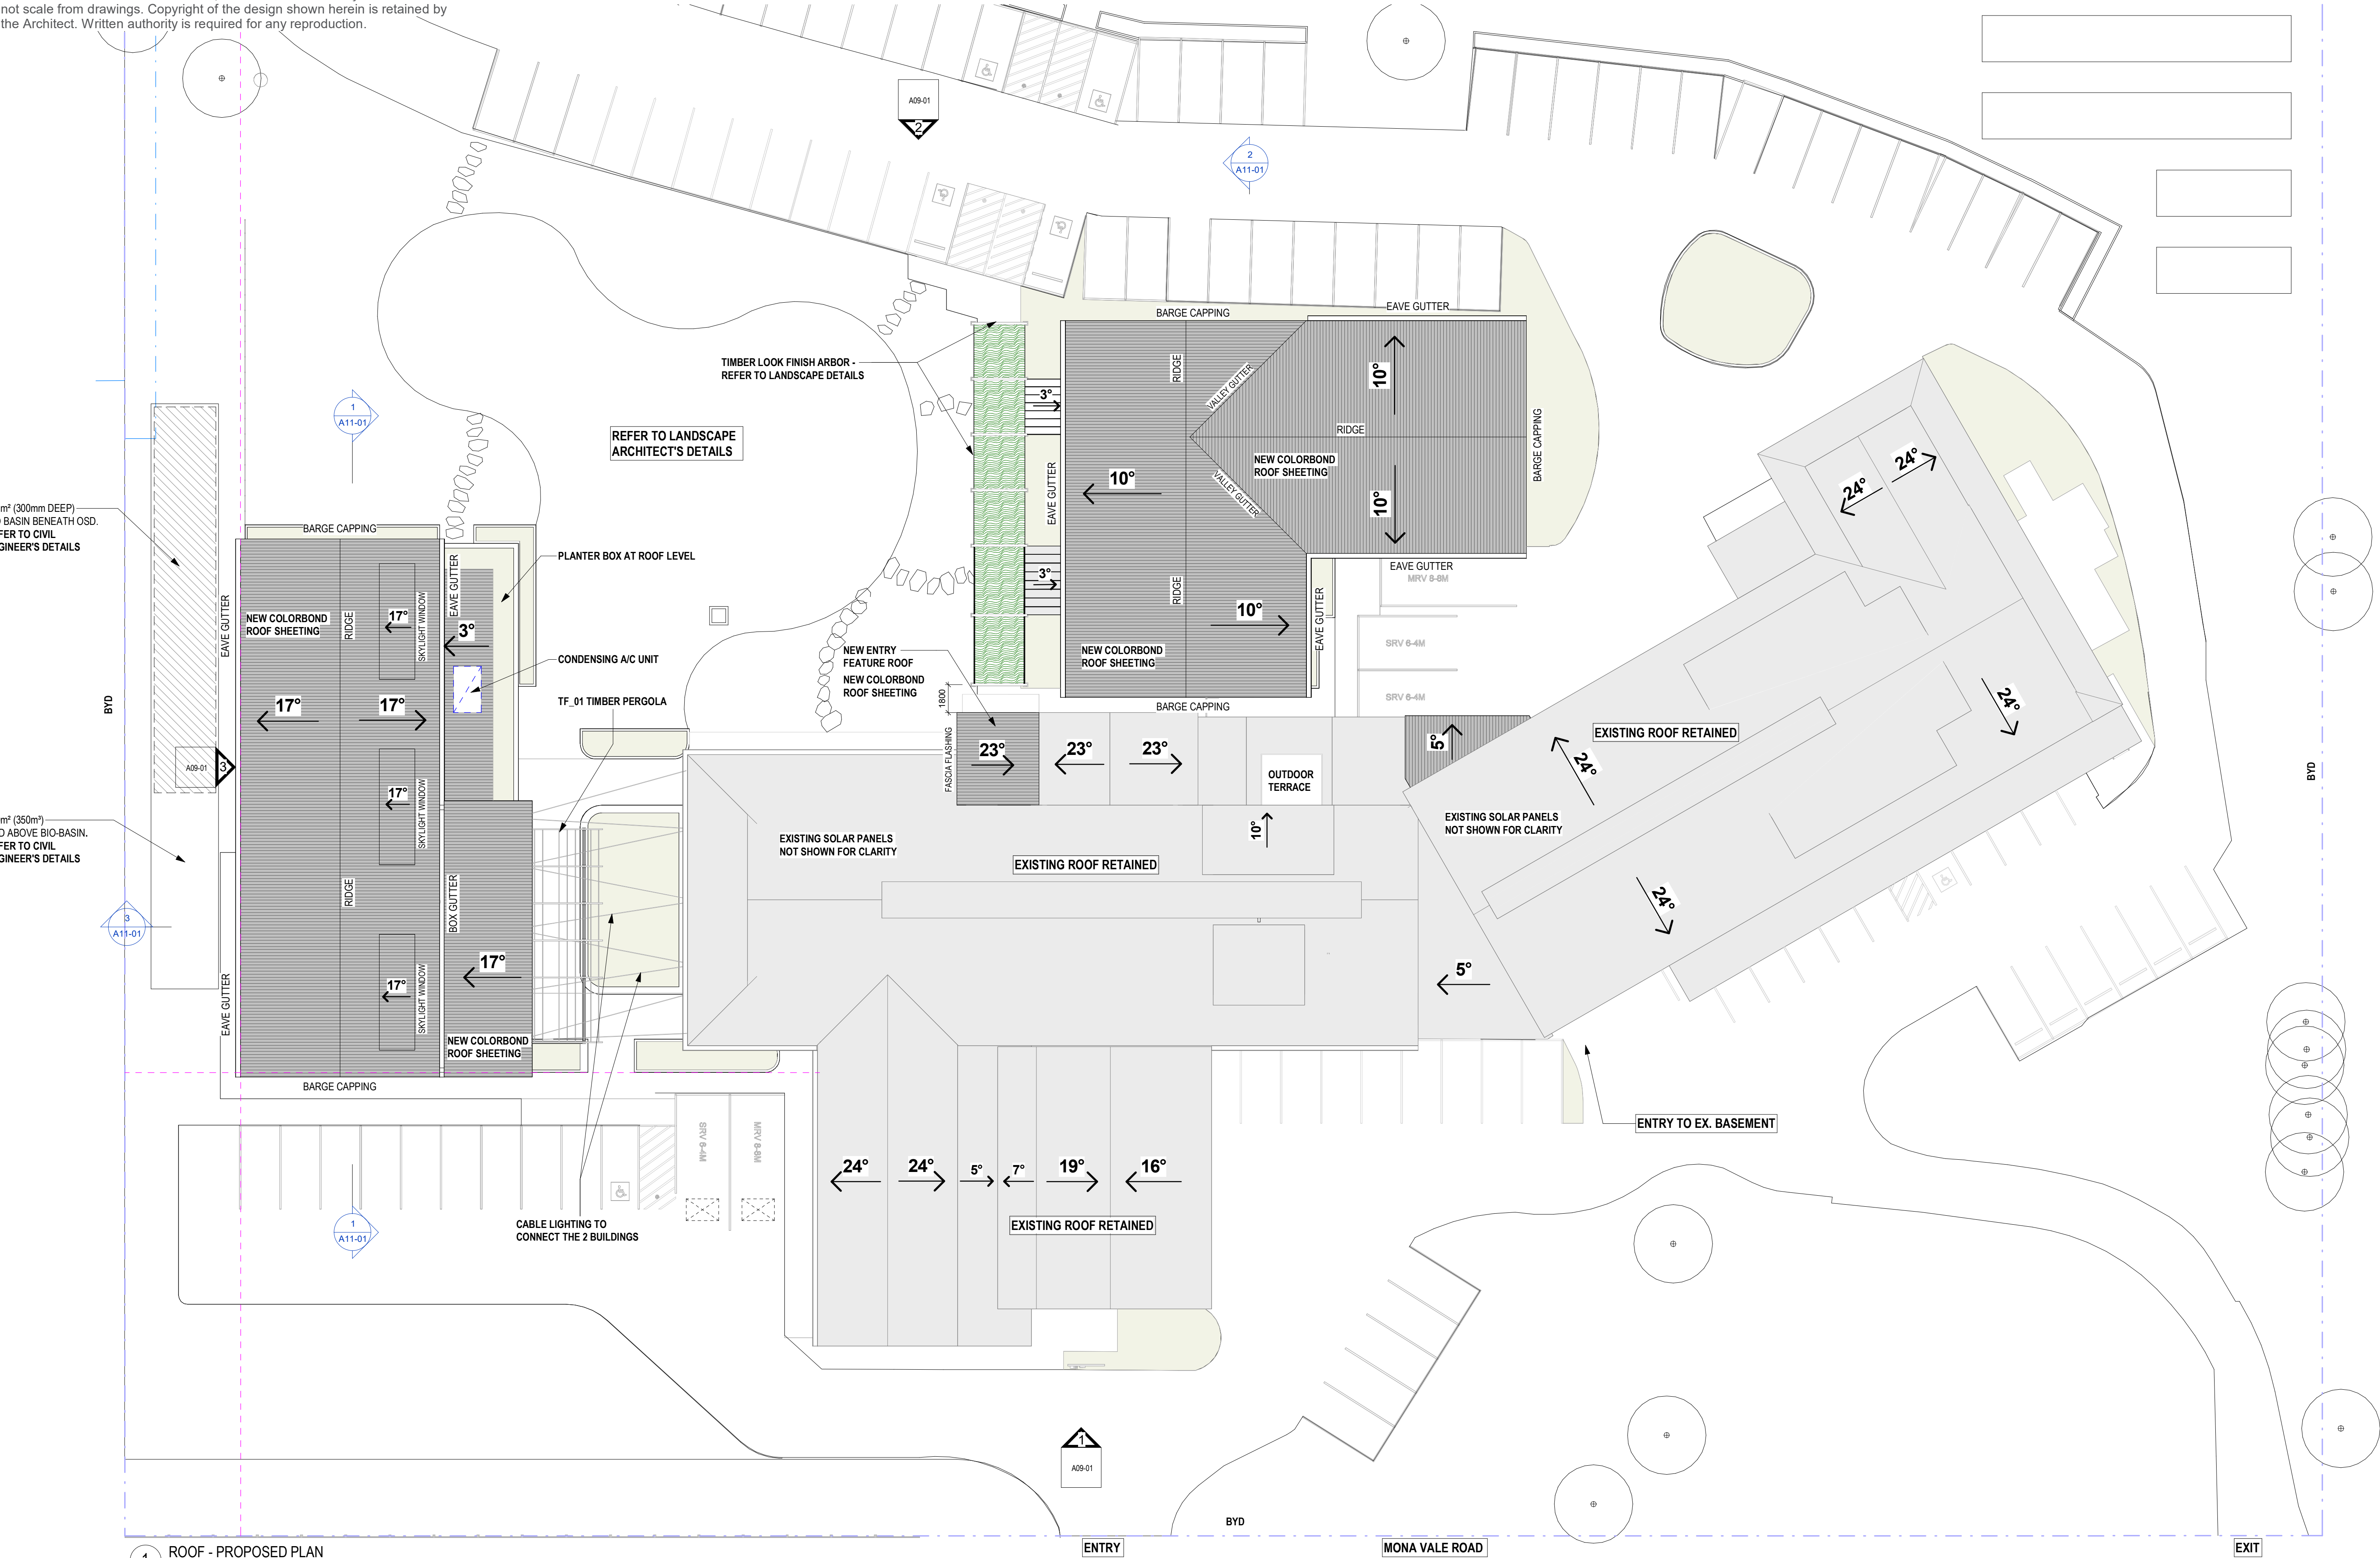 not scale from drawings. Copyright of the design shown herein is retained by
the Architect. Written authority is required for any reproduction.
A09-01
2
2
A11-01
BARGE CAPPING
EAVE GUTTER
TIMBER LOOK FINISH ARBOR -
REFER TO LANDSCAPE DETAILS
RIDGE
VALLEY GUTTER
10°
3°
1
A11-01
REFER TO LANDSCAPE
ARCHITECT'S DETAILS
RIDGE
BARGE CAPPING
NEW COLORBOND
ROOF SHEETING
24°
24°
10°
EAVE GUTTER
VALLEY GUTTER
10°
m² (300mm DEEP)
BASIN BENEATH OSD.
FER TO CIVIL
GINEER'S DETAILS
BARGE CAPPING
PLANTER BOX AT ROOF LEVEL
EAVE GUTTER
EAVE GUTTER
MRV 8-8M
3°
RIDGE
10°
EAVE GUTTER
EAVE GUTTER
NEW COLORBOND
ROOF SHEETING
RIDGE
17°
SKYLIGHT WINDOW
3°
SRV 6-4M
CONDENSING A/C UNIT
NEW ENTRY
FEATURE ROOF
NEW COLORBOND
ROOF SHEETING
NEW COLORBOND
ROOF SHEETING
SRV 6-4M
BYD
17°
17°
TF_01 TIMBER PERGOLA
1800
BARGE CAPPING
24°
EXISTING ROOF RETAINED
FASCIA FLASHING
23°
23°
23°
5°
24°
OUTDOOR
TERRACE
BYD
A09-01
3
17°
SKYLIGHT WINDOW
m² (350m³)
D ABOVE BIO-BASIN.
FER TO CIVIL
GINEER'S DETAILS
EXISTING SOLAR PANELS
NOT SHOWN FOR CLARITY
10°
EXISTING SOLAR PANELS
NOT SHOWN FOR CLARITY
EXISTING ROOF RETAINED
RIDGE
BOX GUTTER
24°
3
A11-01
17°
5°
EAVE GUTTER
17°
SKYLIGHT WINDOW
NEW COLORBOND
ROOF SHEETING
BARGE CAPPING
ENTRY TO EX. BASEMENT
SRV 8-4M
MRV 8-8M
24°
24°
5°
7°
19°
16°
1
A11-01
CABLE LIGHTING TO
CONNECT THE 2 BUILDINGS
EXISTING ROOF RETAINED
1
A09-01
BYD
1
ROOF - PROPOSED PLAN
ENTRY
MONA VALE ROAD
EXIT